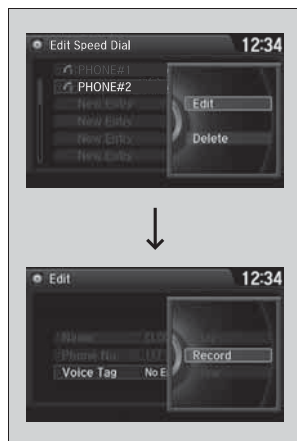 Edit Speed Dial 12:34
PHONE#1
PHONE#2
New Entry
New Entry
New Entry
New Entry
Edit
Delete
Edit 12:34
Name
Phone No.
Voice Tag No E
Record